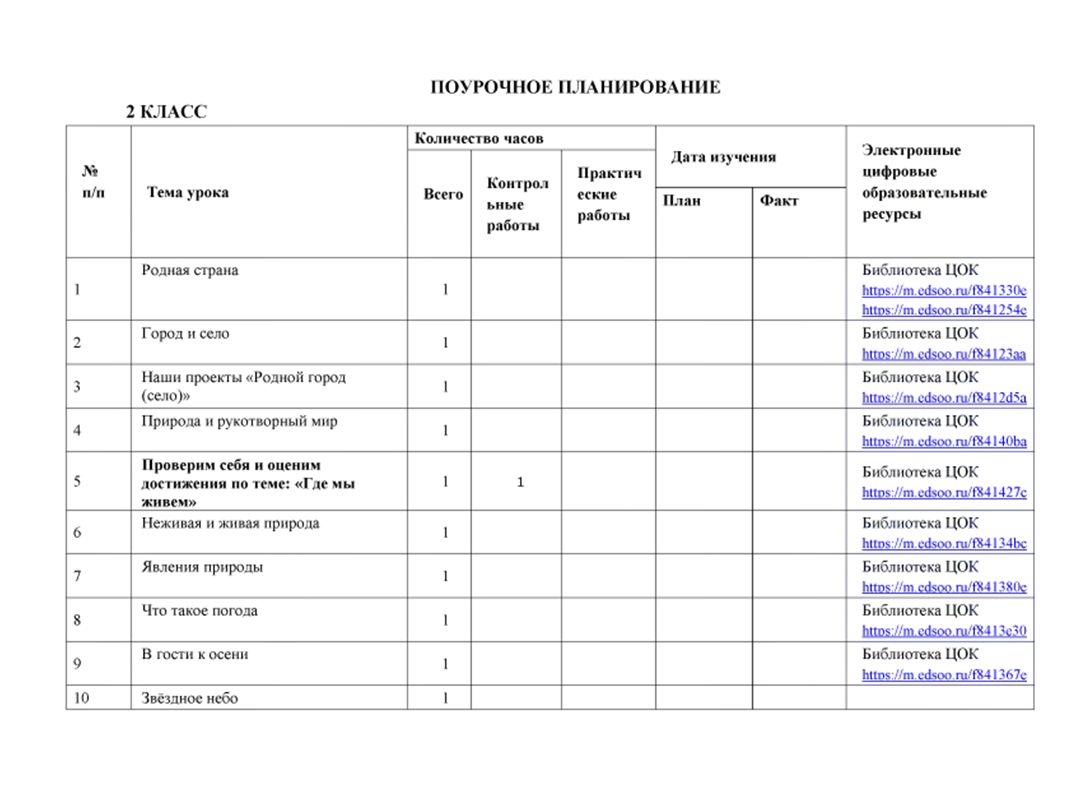 ПОУРОЧНОЕ ПЛАНИРОВАНИЕ
2 КЛАСС
№ п/п
Тема урока
Количество часов
Всего
Контрол
ьные
работы
Практич
еские
работы
Дата изучения
План
Факт
Электронные
цифровые
образовательные
ресурсы
1
Родная страна
1
Библиотека ЦОК
https://m.edsoo.ru/f841330e
https://m.edsoo.ru/f841254e
2
Город и село
1
Библиотека ЦОК
https://m.edsoo.ru/f84123aa
3
Наши проекты «Родной город
(село)»
1
Библиотека ЦОК
https://m.edsoo.ru/f8412d5a
4
Природа и рукотворный мир
1
Библиотека ЦОК
https://m.edsoo.ru/f84140ba
5
Проверим себя и оценим
достижения по теме: «Где мы
живем»
1
1
Библиотека ЦОК
https://m.edsoo.ru/f841427c
6
Неживая и живая природа
1
Библиотека ЦОК
https://m.edsoo.ru/f84134bc
7
Явления природы
1
Библиотека ЦОК
https://m.edsoo.ru/f841380e
8
Что такое погода
1
Библиотека ЦОК
https://m.edsoo.ru/f8413e30
9
В гости к осени
1
Библиотека ЦОК
https://m.edsoo.ru/f841367e
10
Звёздное небо
1